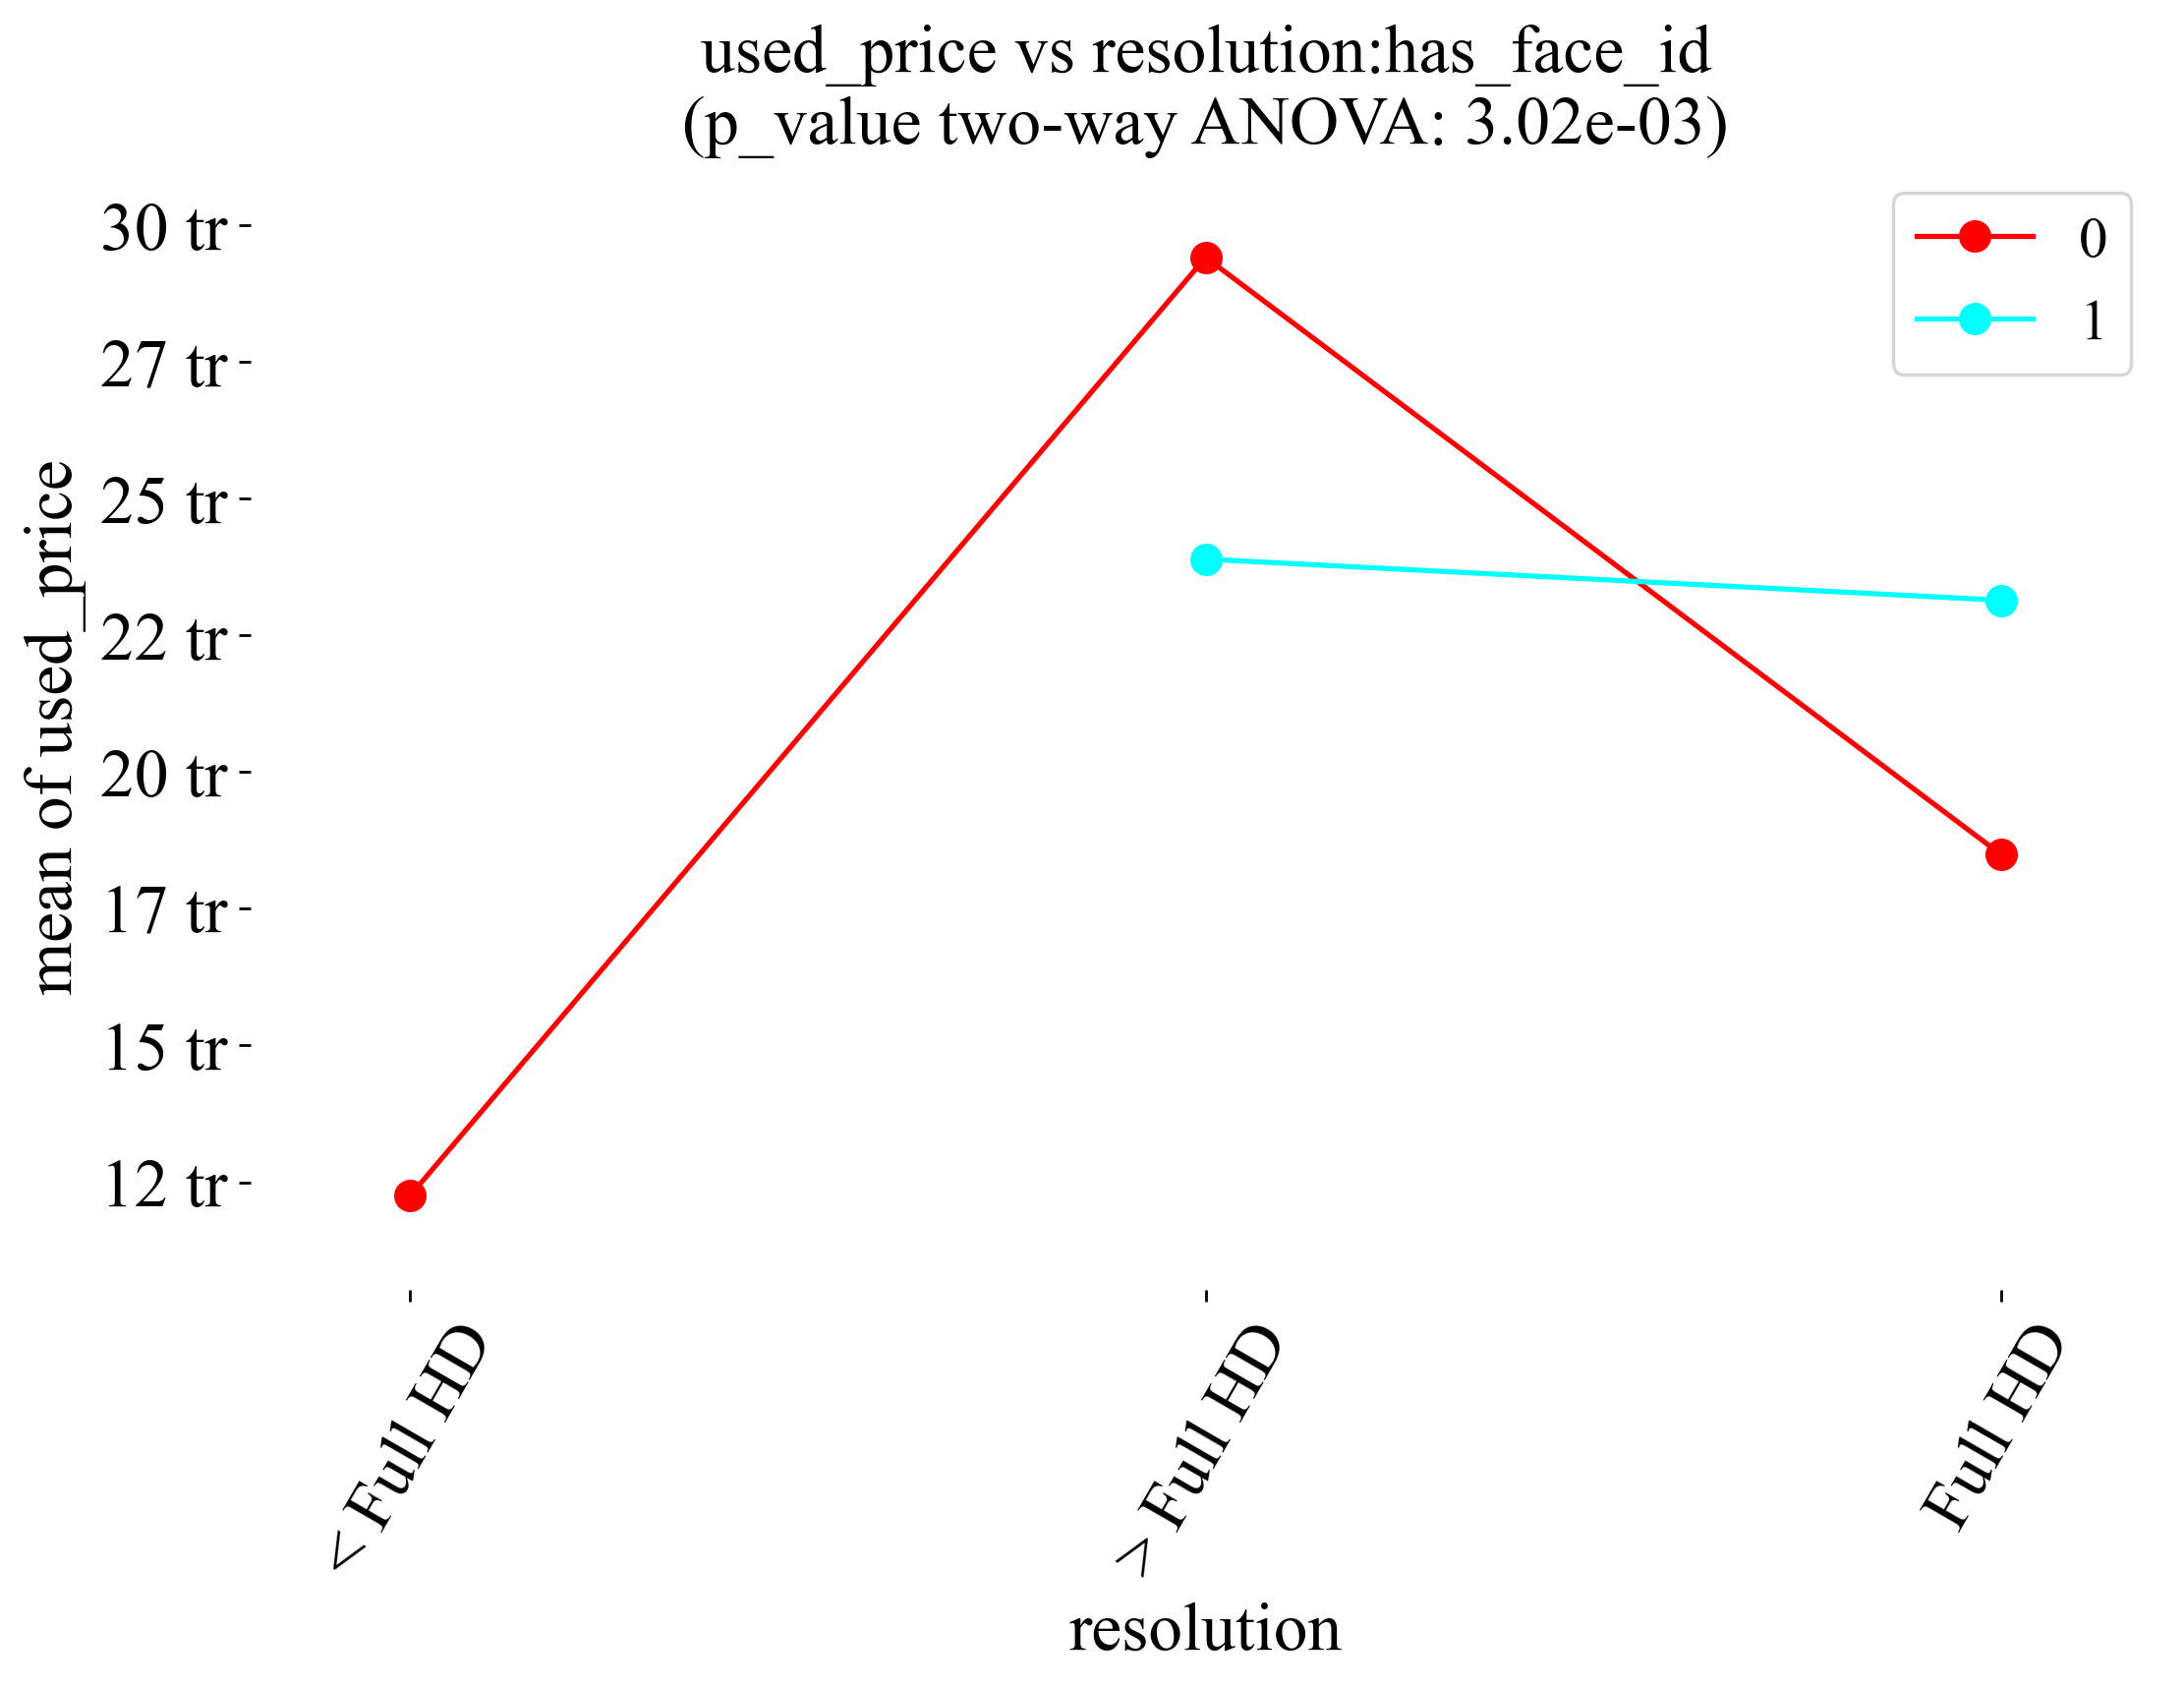 used_price vs resolution:has_face_id
(p_value two-way ANOVA: 3.02e-03)
0
1
mean of used_price
30 tr
27 tr
25 tr
22 tr
20 tr
17 tr
15 tr
12 tr
< Full HD
> Full HD
Full HD
resolution